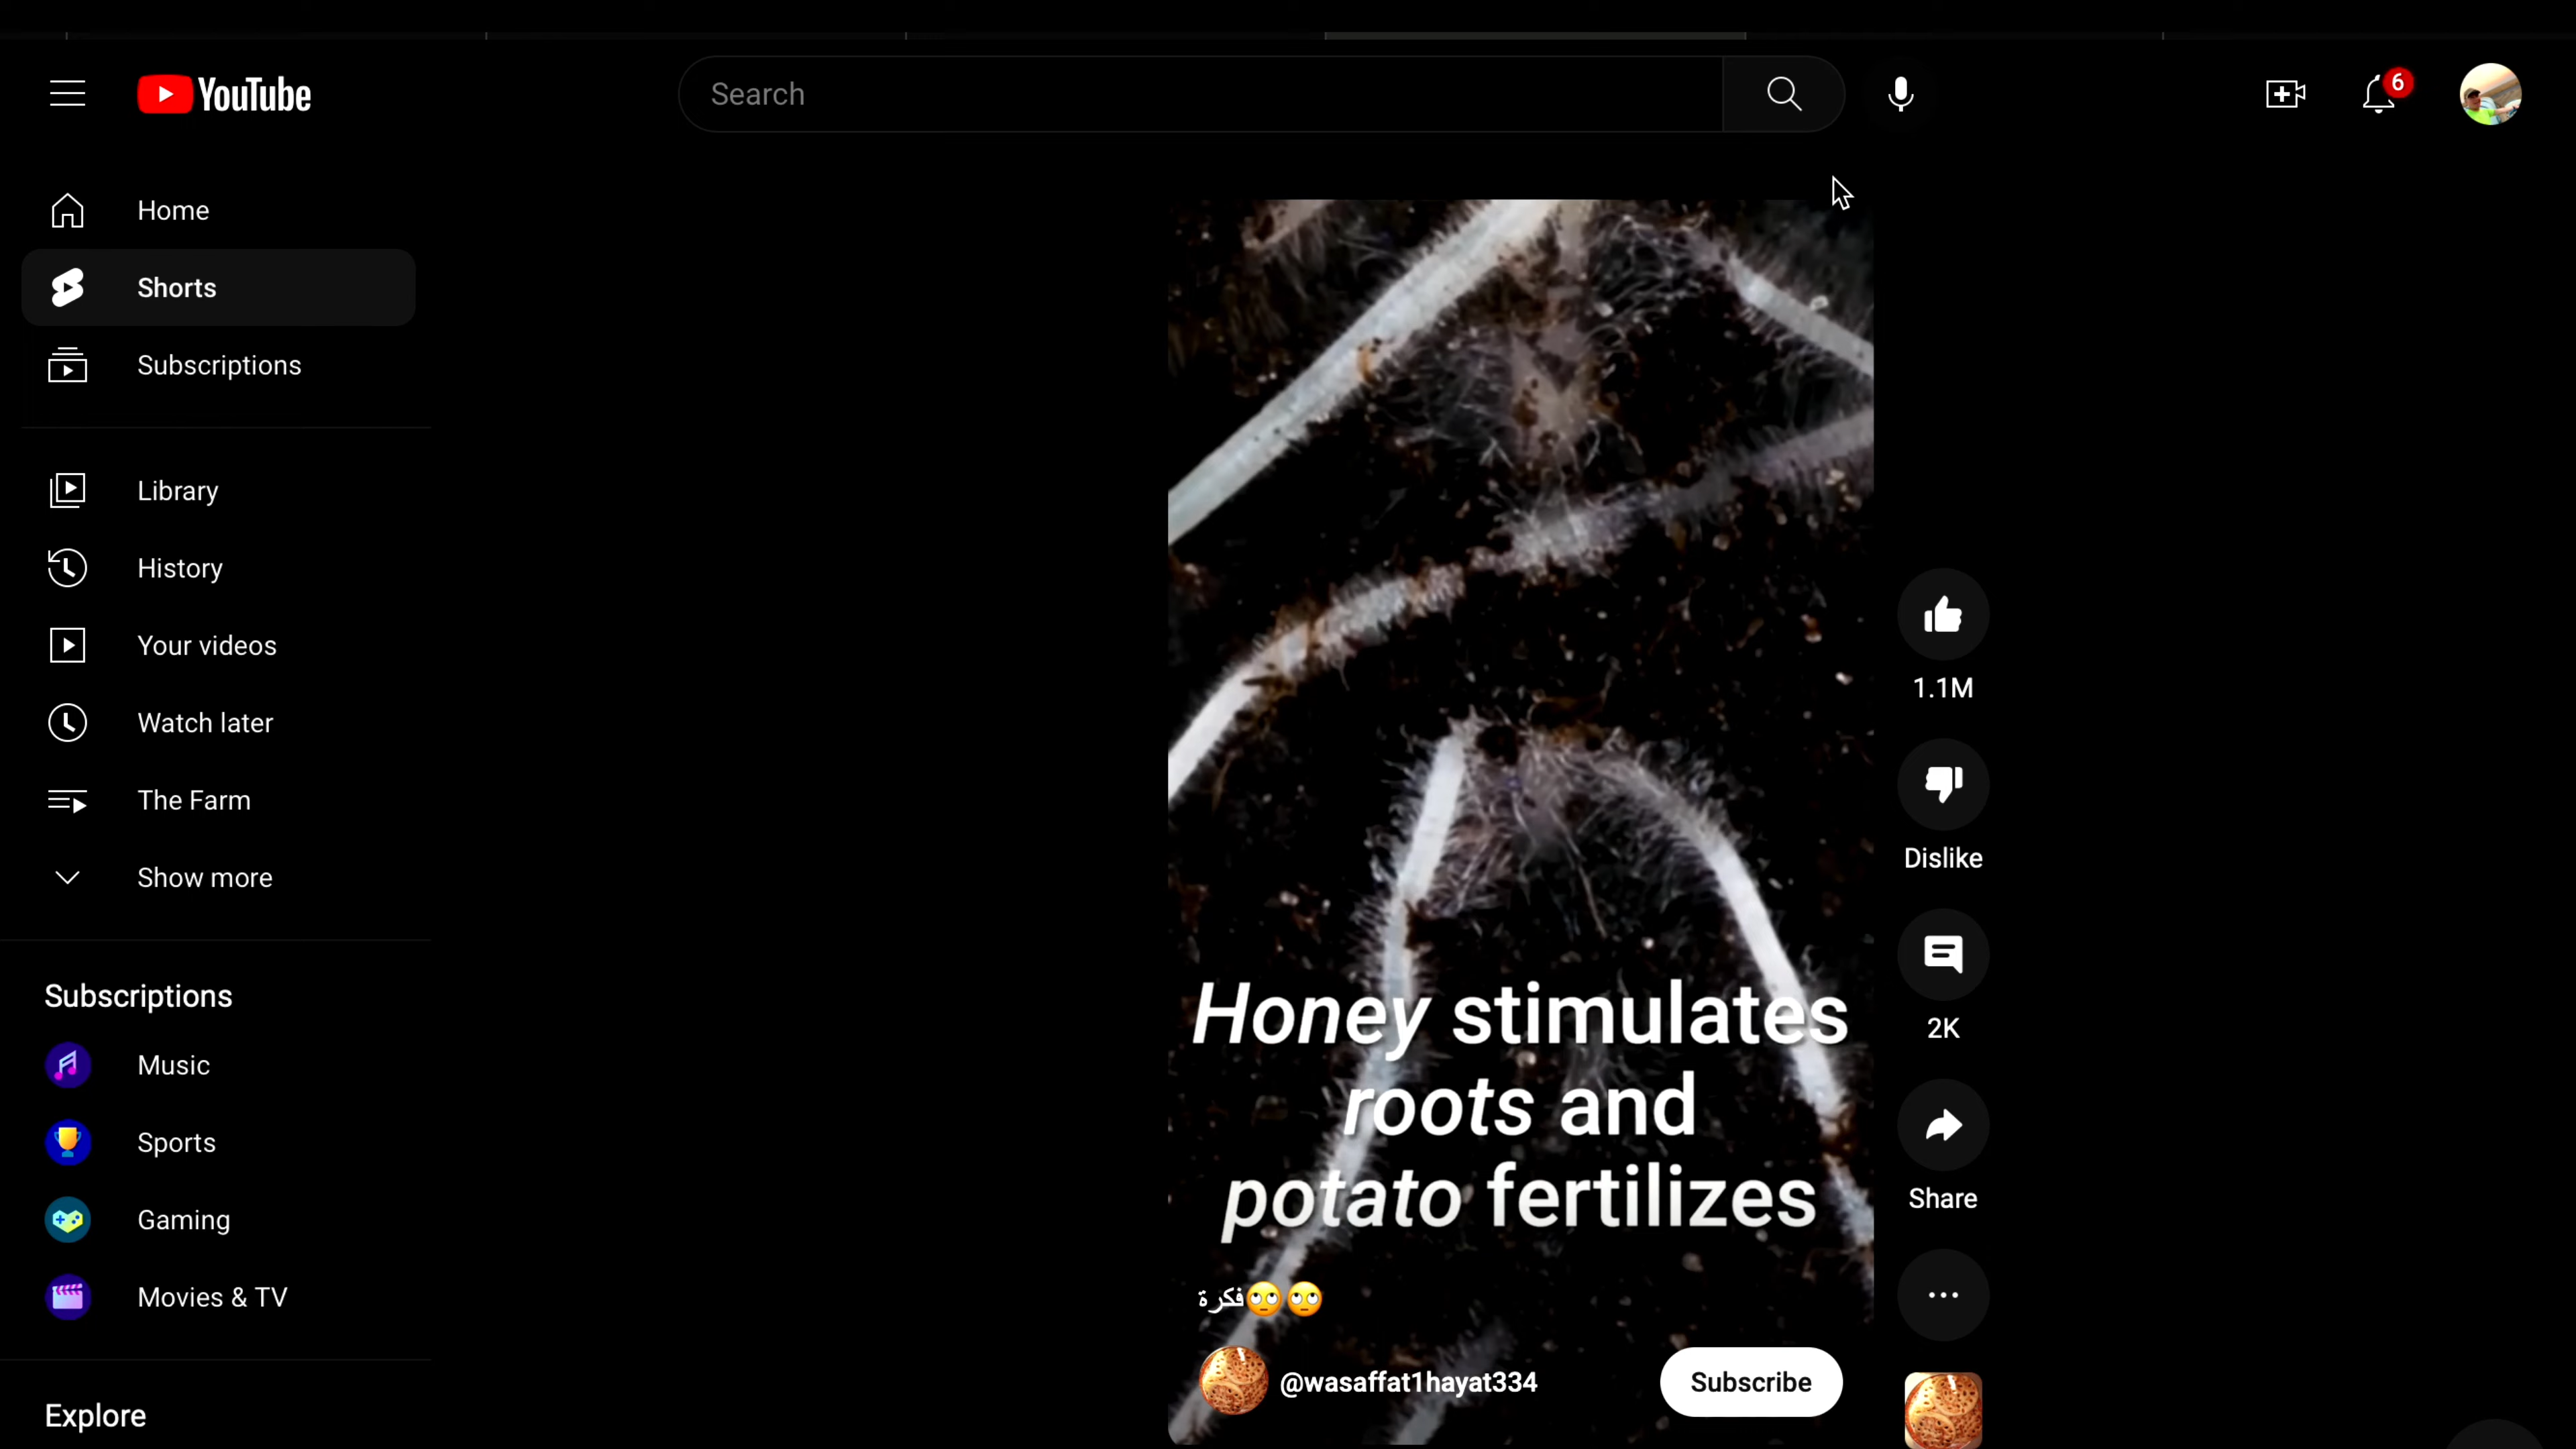 YouTube
Search
6
Home
Shorts
Subscriptions
Library
History
Your videos
Watch later
The Farm
Show more
Subscriptions
Music
Sports
Gaming
Movies & TV
Explore
Honey stimulates
roots and
potato fertilizes
فكرة🙄🙄
@wasaffat1hayat334
Subscribe
1.1M
Dislike
2K
Share